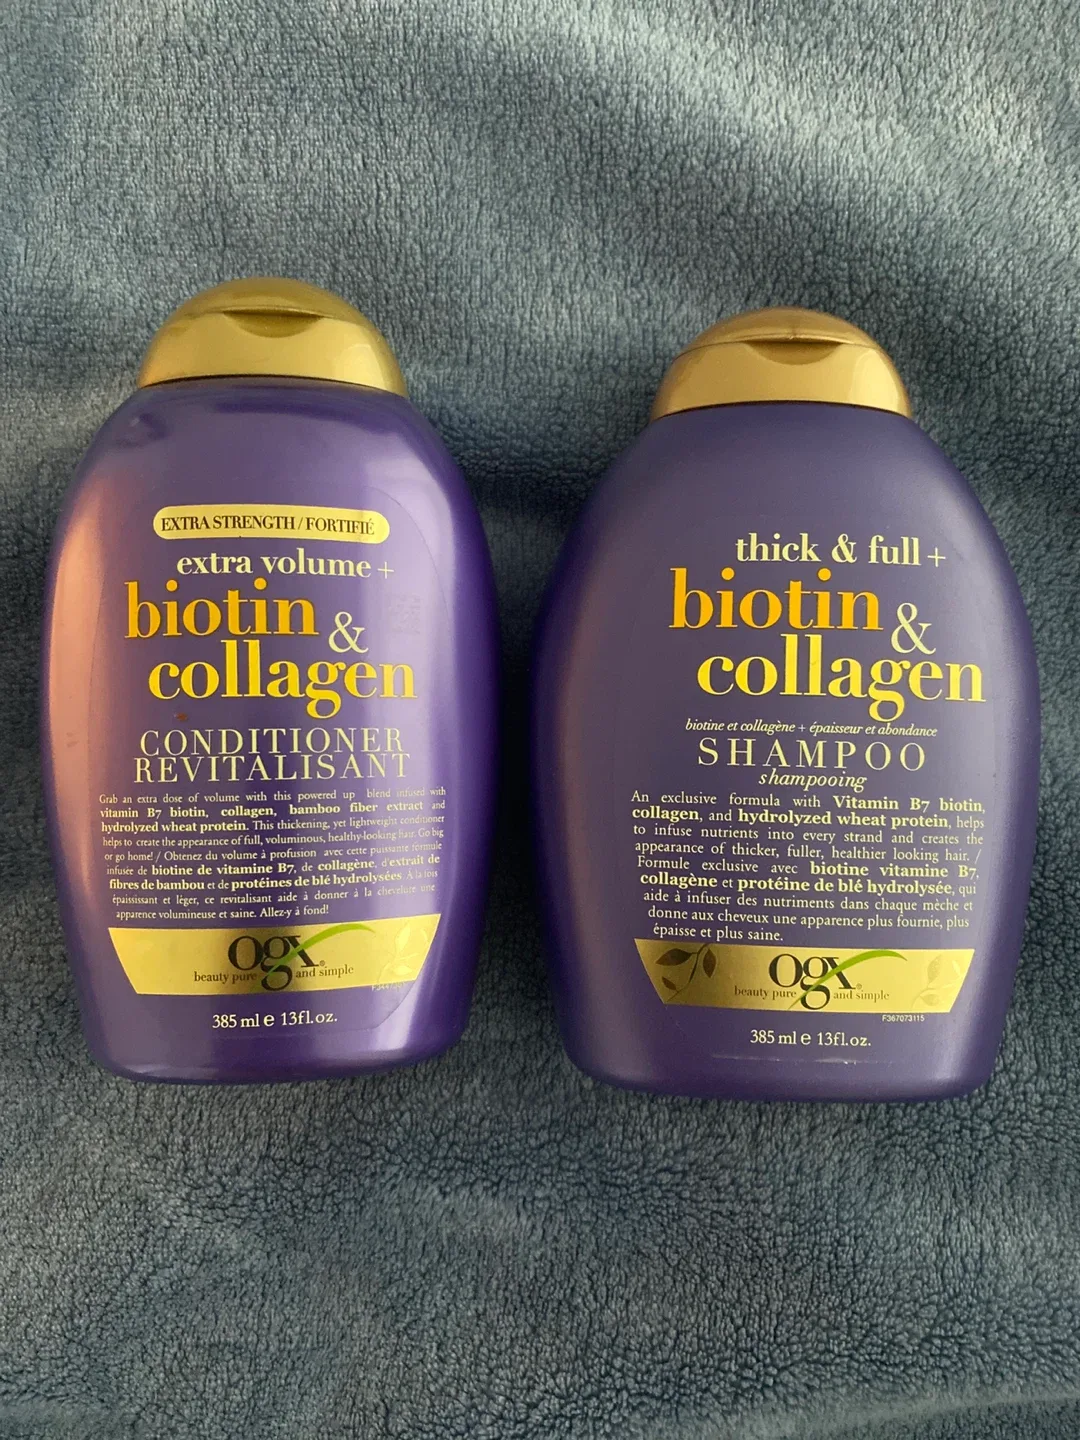 EXTRA STRENGTH / FORTIFIÉ
extra volume +
biotin &
collagen
CONDITIONER
REVITALISANT
Grab an extra dose of volume with this powered up blend infused with
vitamin B7 biotin, collagen, bamboo fiber extract and
hydrolyzed wheat protein. This thickening, yet lightweight conditioner
helps to create the appearance of full, voluminous, healthy-looking hair. Go big
or go home! / Obtenez du volume à profusion avec cette puissante formule
infusée de biotine de vitamine B7, de collagène, d'extrait de
fibres de bambou et de protéines de blé hydrolysées. À la fois
épaississant et léger, ce revitalisant aide à donner à la chevelure une
apparence volumineuse et saine. Allez-y à fond!
Ogx®
beauty pure and simple
385 ml e 13fl.oz.
thick & full +
biotin &
collagen
biotine et collagène + épaisseur et abondance
SHAMPOO
shampooing
An exclusive formula with Vitamin B7 biotin,
collagen, and hydrolyzed wheat protein, helps
to infuse nutrients into every strand and creates the
appearance of thicker, fuller, healthier looking hair. /
Formule exclusive avec biotine vitamine B7,
collagène et protéine de blé hydrolysée, qui
aide à infuser des nutriments dans chaque mèche et
donne aux cheveux une apparence plus fournie, plus
épaisse et plus saine.
Ogx®
beauty pure and simple
F367073115
385 ml e 13fl.oz.